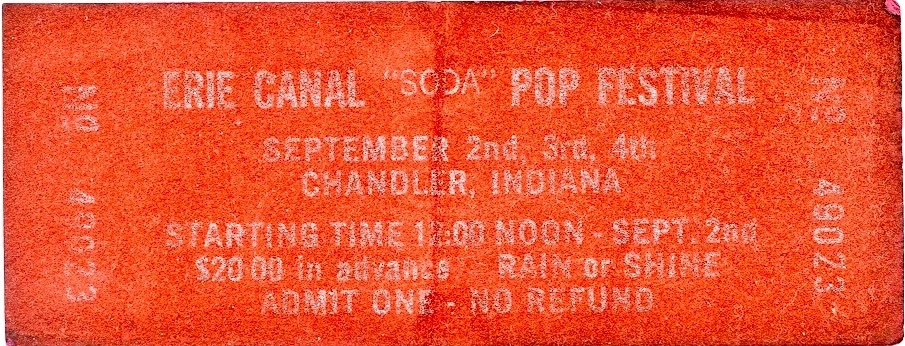 ERIE CANAL "SODA" POP FESTIVAL
SEPTEMBER 2nd, 3rd, 4th
CHANDLER, INDIANA
STARTING TIME 12:00 NOON - SEPT. 2nd
$20.00 in advance - RAIN or SHINE
ADMIT ONE - NO REFUND
No 49023
No 49023